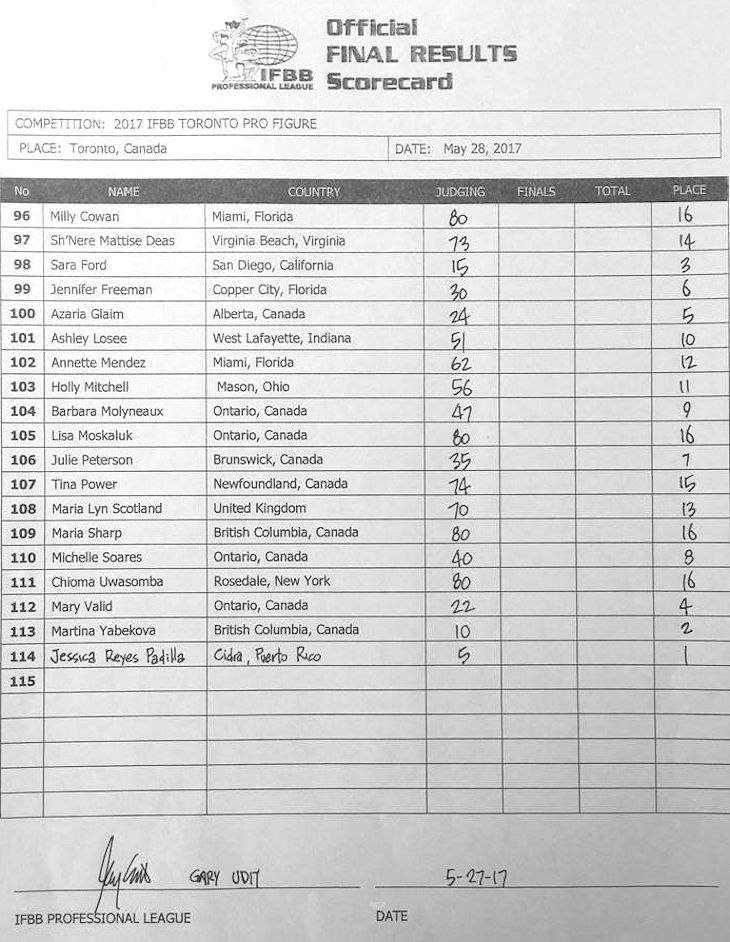 Official
FINAL RESULTS
Scorecard
IFBB
PROFESSIONAL LEAGUE
COMPETITION: 2017 IFBB TORONTO PRO FIGURE
PLACE: Toronto, Canada DATE: May 28, 2017
No NAME COUNTRY JUDGING FINALS TOTAL PLACE
96 Milly Cowan Miami, Florida 80 16
97 Sh'Nere Mattise Deas Virginia Beach, Virginia 73 14
98 Sara Ford San Diego, California 15 3
99 Jennifer Freeman Copper City, Florida 30 6
100 Azaria Glaim Alberta, Canada 24 5
101 Ashley Losee West Lafayette, Indiana 51 10
102 Annette Mendez Miami, Florida 62 12
103 Holly Mitchell Mason, Ohio 56 11
104 Barbara Molyneaux Ontario, Canada 47 9
105 Lisa Moskaluk Ontario, Canada 80 16
106 Julie Peterson Brunswick, Canada 35 7
107 Tina Power Newfoundland, Canada 74 15
108 Maria Lyn Scotland United Kingdom 70 13
109 Maria Sharp British Columbia, Canada 80 16
110 Michelle Soares Ontario, Canada 40 8
111 Chioma Uwasomba Rosedale, New York 80 16
112 Mary Valid Ontario, Canada 22 4
113 Martina Yabekova British Columbia, Canada 10 2
114 Jessica Reyes Padilla Cidra, Puerto Rico 5 1
115
GARY UDIT 5-27-17
IFBB PROFESSIONAL LEAGUE DATE